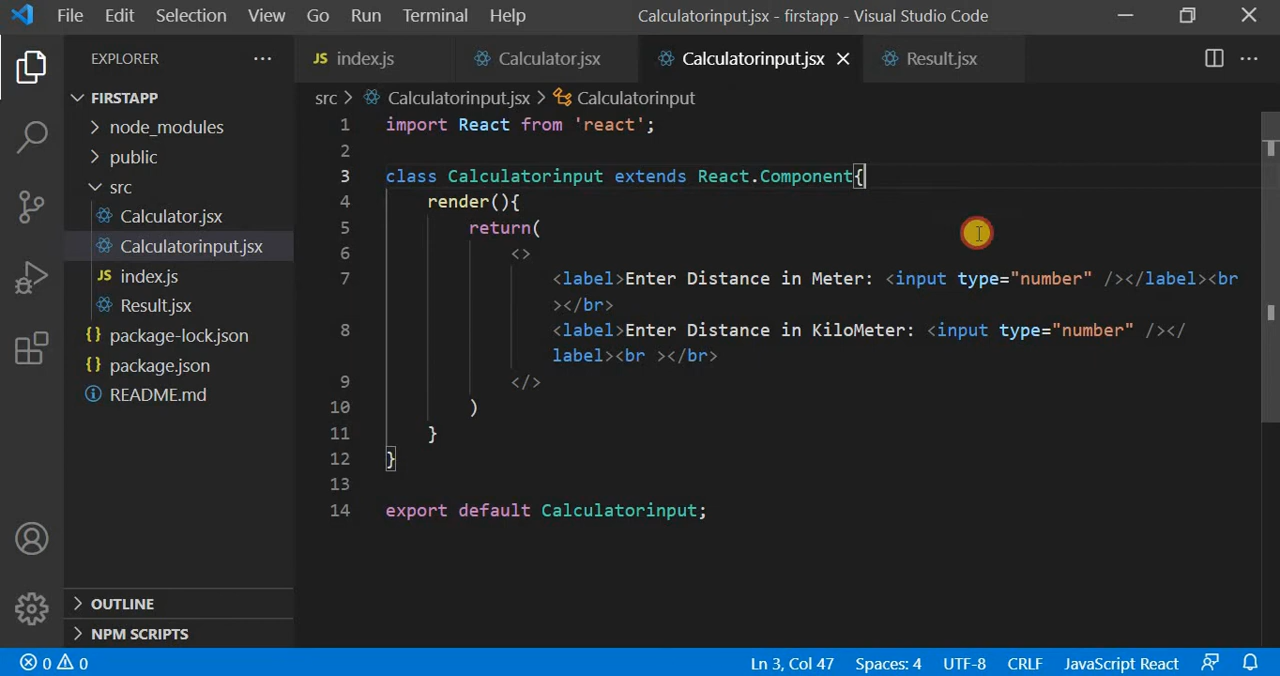 File Edit Selection View Go Run Terminal Help Calculatorinput.jsx - firstapp - Visual Studio Code
EXPLORER
JS index.js Calculator.jsx Calculatorinput.jsx Result.jsx
FIRSTAPP
src > Calculatorinput.jsx > Calculatorinput
node_modules
public
src
Calculator.jsx
Calculatorinput.jsx
JS index.js
Result.jsx
{} package-lock.json
{} package.json
README.md
OUTLINE
NPM SCRIPTS
1 import React from 'react';
2
3 class Calculatorinput extends React.Component{
4 render(){
5 return(
6 <>
7 <label>Enter Distance in Meter: <input type="number" /></label><br
></br>
8 <label>Enter Distance in KiloMeter: <input type="number" /></
label><br ></br>
9 </>
10 )
11 }
12 }
13
14 export default Calculatorinput;
0 0 Ln 3, Col 47 Spaces: 4 UTF-8 CRLF JavaScript React